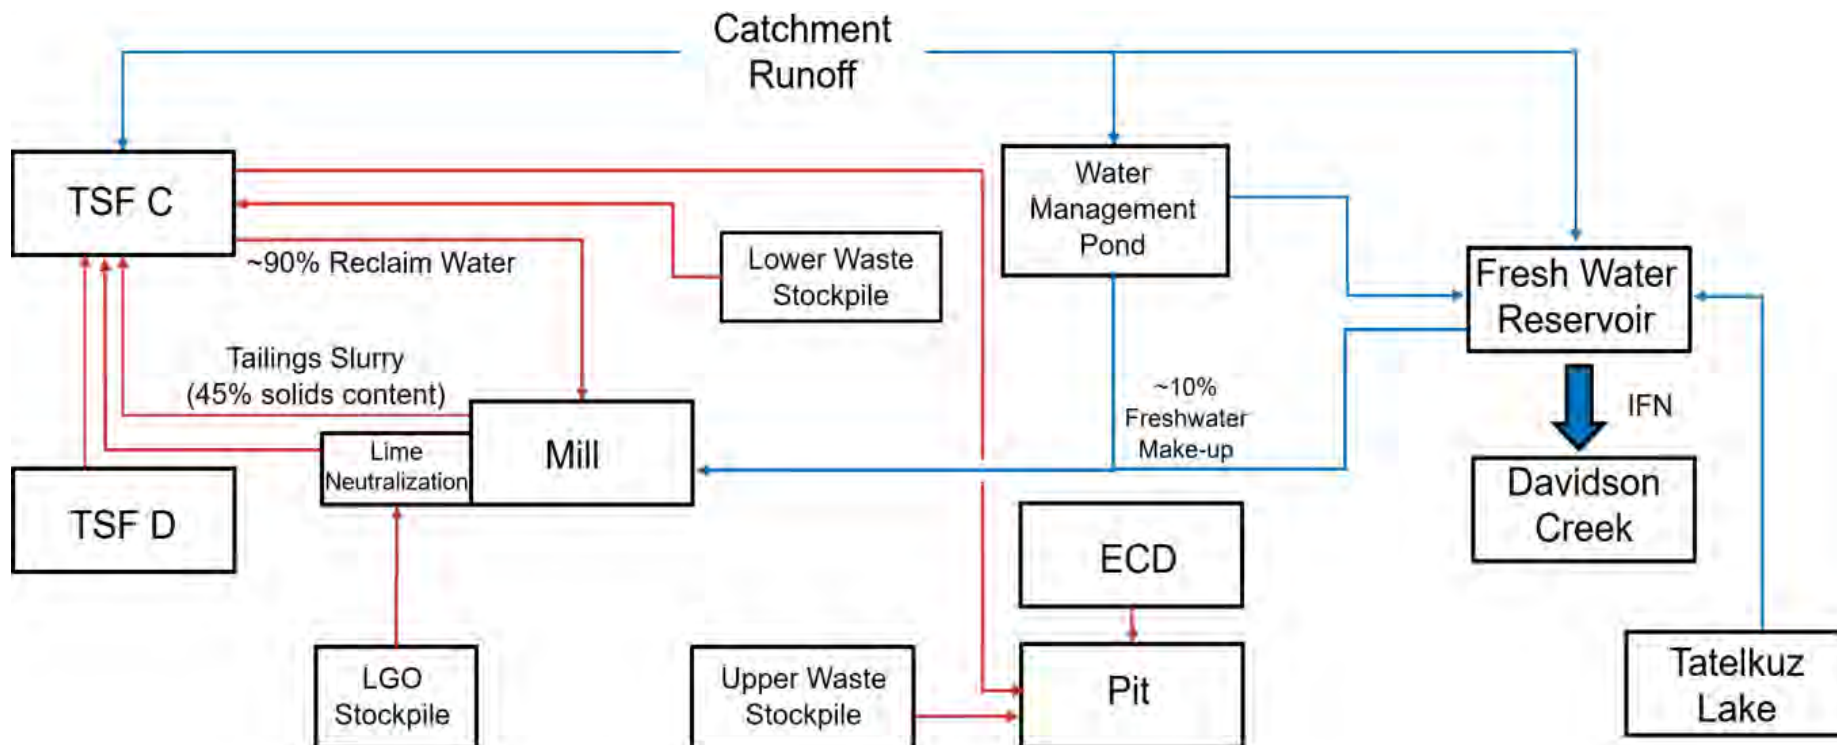 Catchment
Runoff
TSF C
Water
Management
Pond
~90% Reclaim Water
Lower Waste
Stockpile
Fresh Water
Reservoir
Tailings Slurry
(45% solids content)
~10%
Freshwater
Make-up
IFN
Lime
Neutralization
Mill
TSF D
Davidson
Creek
ECD
LGO
Stockpile
Upper Waste
Stockpile
Pit
Tatelkuz
Lake